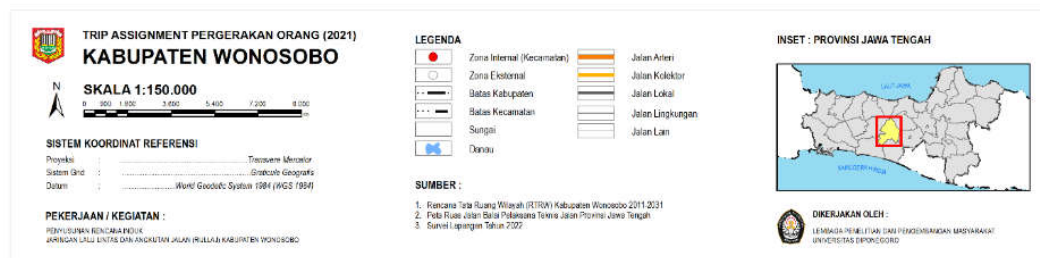 TRIP ASSIGNMENT PERGERAKAN ORANG (2021)
KABUPATEN WONOSOBO
N
SKALA 1:150.000
0 900 1.800 3.600 5.400 7.200 9.000
SISTEM KOORDINAT REFERENSI
Proyeksi : Transvere Mercator
Sistem Grid : Graticule Geografis
Datum : World Geodetic System 1984 (WGS 1984)
PEKERJAAN / KEGIATAN :
PENYUSUNAN RENCANA INDUK
JARINGAN LALU LINTAS DAN ANGKUTAN JALAN (RIJLLAJ) KABUPATEN WONOSOBO
LEGENDA
Zona Internal (Kecamatan)
Zona Eksternal
Batas Kabupaten
Batas Kecamatan
Sungai
Danau
Jalan Arteri
Jalan Kolektor
Jalan Lokal
Jalan Lingkungan
Jalan Lain
SUMBER :
1. Rencana Tata Ruang Wilayah (RTRW) Kabupaten Wonosobo 2011-2031
2. Peta Ruas Jalan Balai Pelaksana Teknis Jalan Provinsi Jawa Tengah
3. Survei Lapangan Tahun 2022
INSET : PROVINSI JAWA TENGAH
LAUT JAWA
SAMUDERA HINDIA
DIKERJAKAN OLEH :
LEMBAGA PENELITIAN DAN PENGEMBANGAN MASYARAKAT
UNIVERSITAS DIPONEGORO